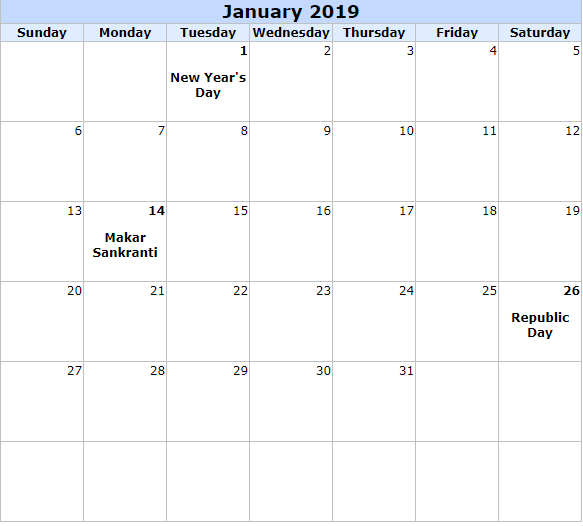 January 2019
Sunday Monday Tuesday Wednesday Thursday Friday Saturday
1 2 3 4 5
New Year's
Day
6 7 8 9 10 11 12
13 14 15 16 17 18 19
Makar
Sankranti
20 21 22 23 24 25 26
Republic
Day
27 28 29 30 31